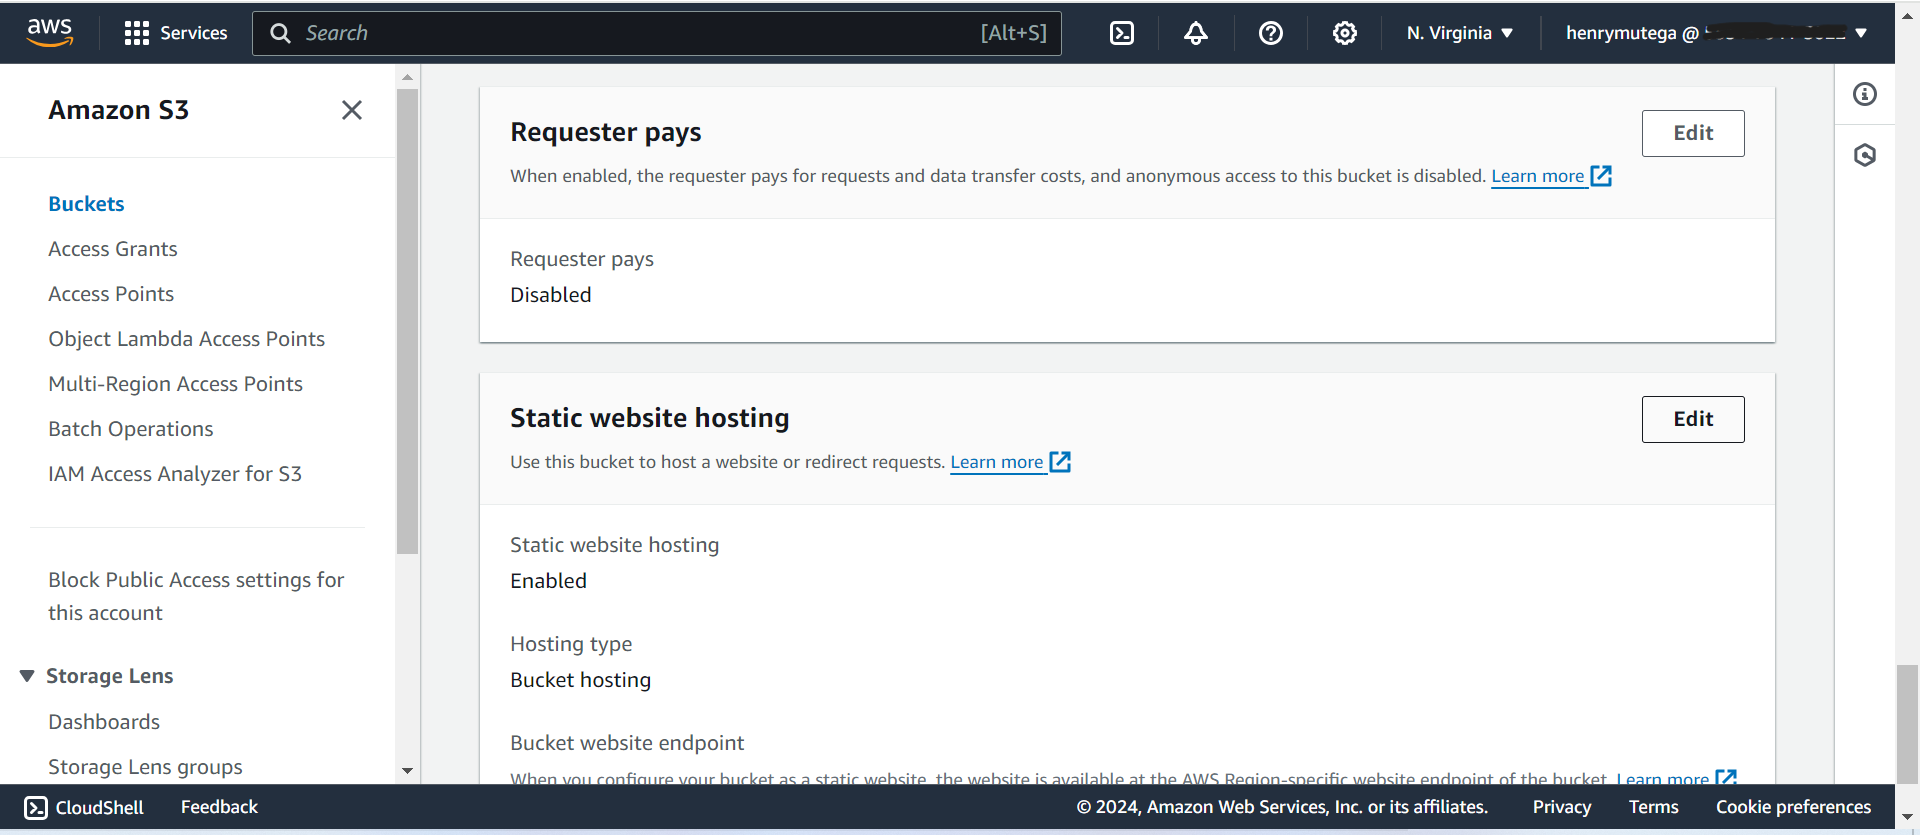 aws
Services
Search
[Alt+S]
N. Virginia
henrymutega @
Amazon S3
Buckets
Access Grants
Access Points
Object Lambda Access Points
Multi-Region Access Points
Batch Operations
IAM Access Analyzer for S3
Block Public Access settings for
this account
Storage Lens
Dashboards
Storage Lens groups
Requester pays
Edit
When enabled, the requester pays for requests and data transfer costs, and anonymous access to this bucket is disabled. Learn more
Requester pays
Disabled
Static website hosting
Edit
Use this bucket to host a website or redirect requests. Learn more
Static website hosting
Enabled
Hosting type
Bucket hosting
Bucket website endpoint
When you configure your bucket as a static website, the website is available at the AWS Region-specific website endpoint of the bucket. Learn more
CloudShell
Feedback
© 2024, Amazon Web Services, Inc. or its affiliates.
Privacy
Terms
Cookie preferences